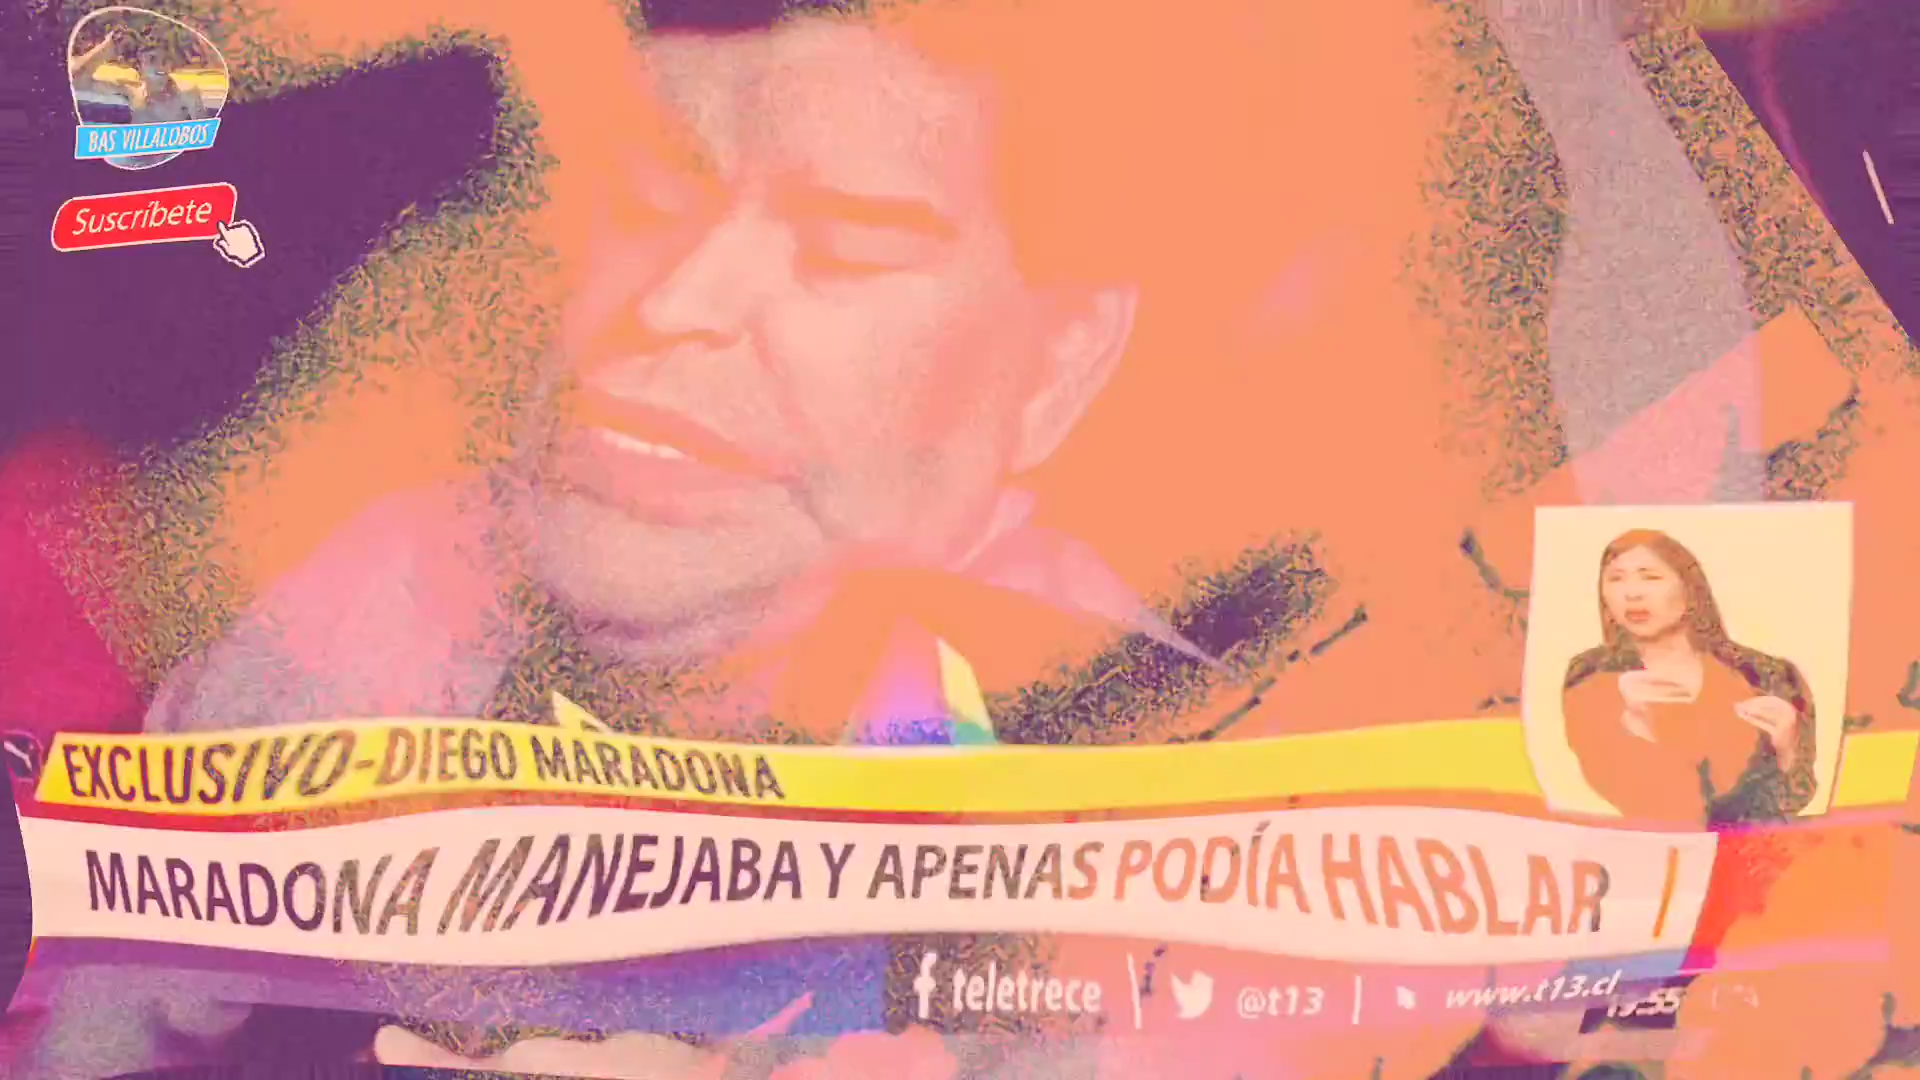 BAS VILLALOBOS
Suscríbete
EXCLUSIVO-DIEGO MARADONA
MARADONA MANEJABA Y APENAS PODÍA HABLAR
teletrece | @t13 | www.t13.cl